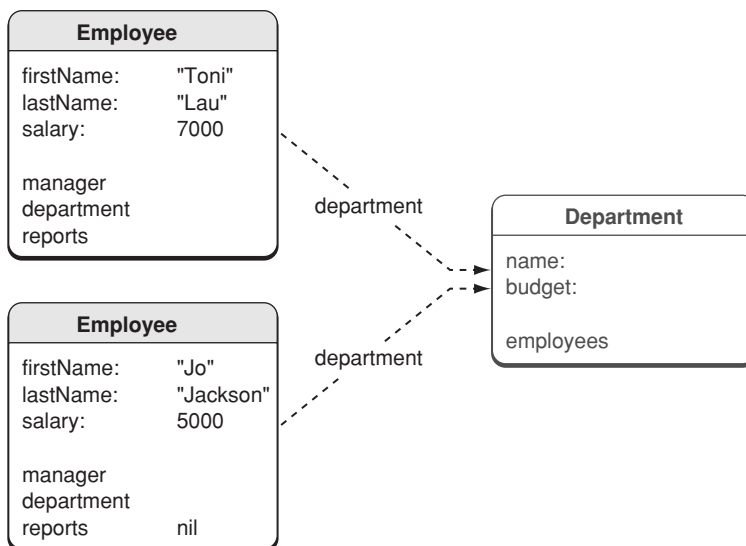 Employee
firstName: "Toni"
lastName: "Lau"
salary: 7000
manager
department
reports
department
Department
name:
budget:
employees
Employee
firstName: "Jo"
lastName: "Jackson"
salary: 5000
manager
department
reports nil
department